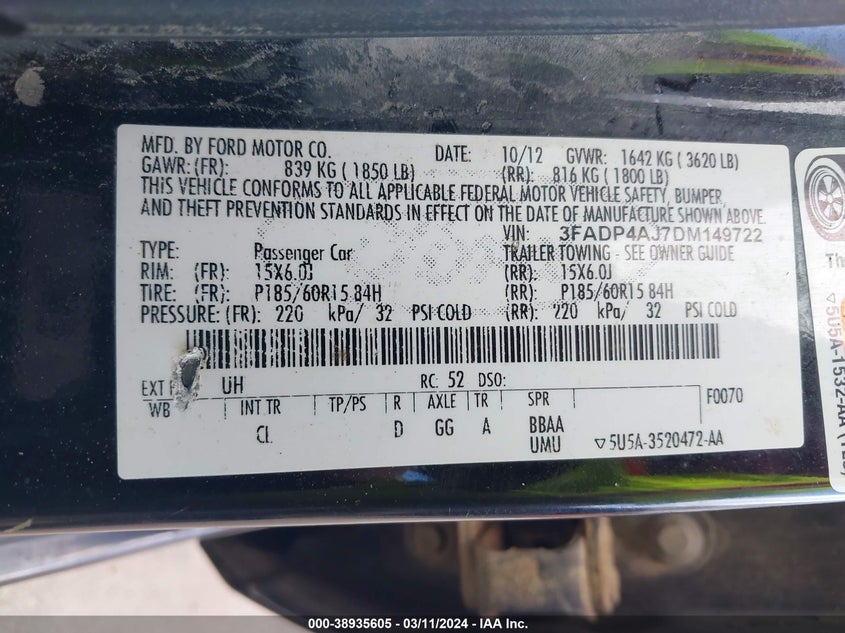 MFD. BY FORD MOTOR CO. DATE: 10/12 GVWR: 1642 KG ( 3620 LB)
GAWR: (FR): 839 KG ( 1850 LB) (RR): 816 KG ( 1800 LB)
THIS VEHICLE CONFORMS TO ALL APPLICABLE FEDERAL MOTOR VEHICLE SAFETY, BUMPER,
AND THEFT PREVENTION STANDARDS IN EFFECT ON THE DATE OF MANUFACTURE SHOWN ABOVE.
VIN: 3FADP4AJ7DM149722
TYPE: Passenger Car TRAILER TOWING - SEE OWNER GUIDE
RIM: (FR): 15X6.0J (RR): 15X6.0J
TIRE: (FR): P185/60R15 84H (RR): P185/60R15 84H
PRESSURE: (FR): 220 kPa/ 32 PSI COLD (RR): 220 kPa/ 32 PSI COLD
EXT UH RC: 52 DSO:
WB INT TR TP/PS R AXLE TR SPR F0070
CL D GG A BBAA
UMU ▽5U5A-3520472-AA
▽5U5A-1532-AA
000-38935605 - 03/11/2024 - IAA Inc.